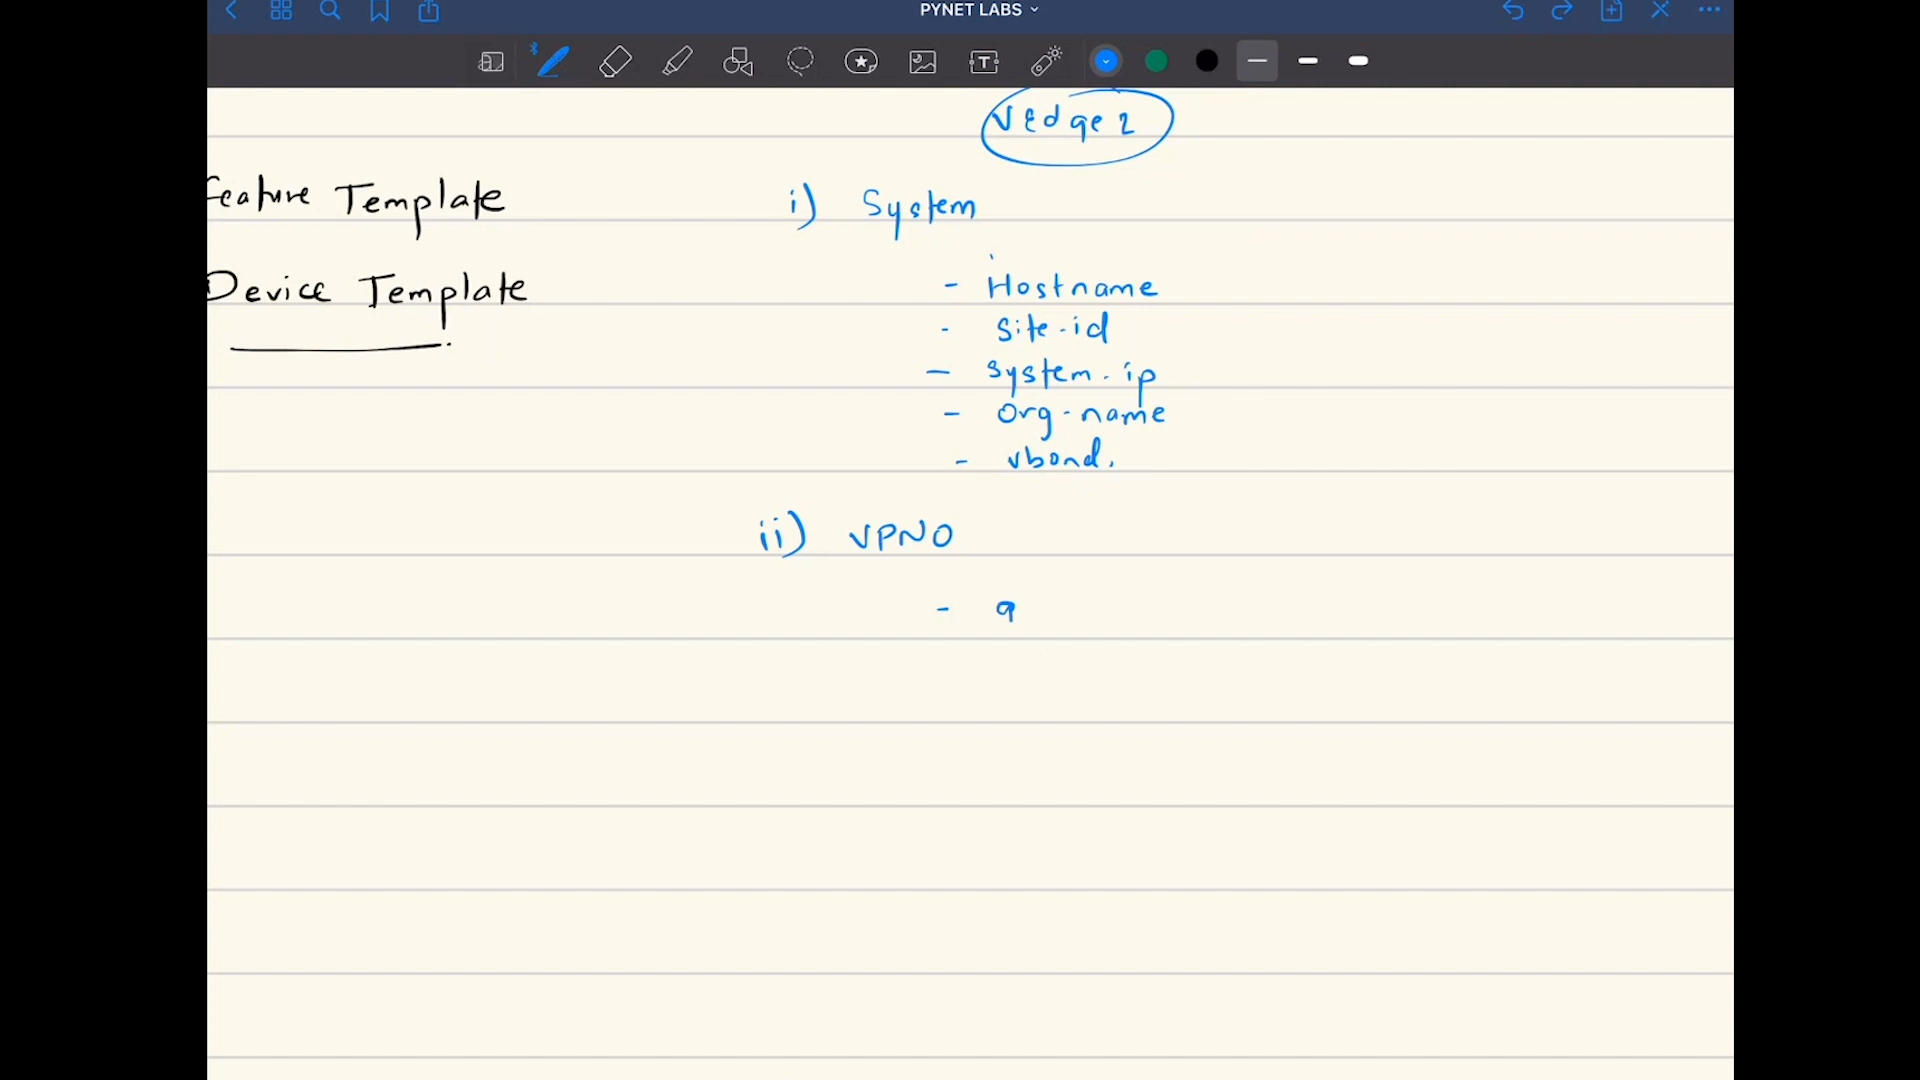 PYNET LABS
vEdge 2
Feature Template
Device Template
i) System
- Hostname
- Site-id
- System-ip
- Org-name
- vbond.
ii) VPN0
- q